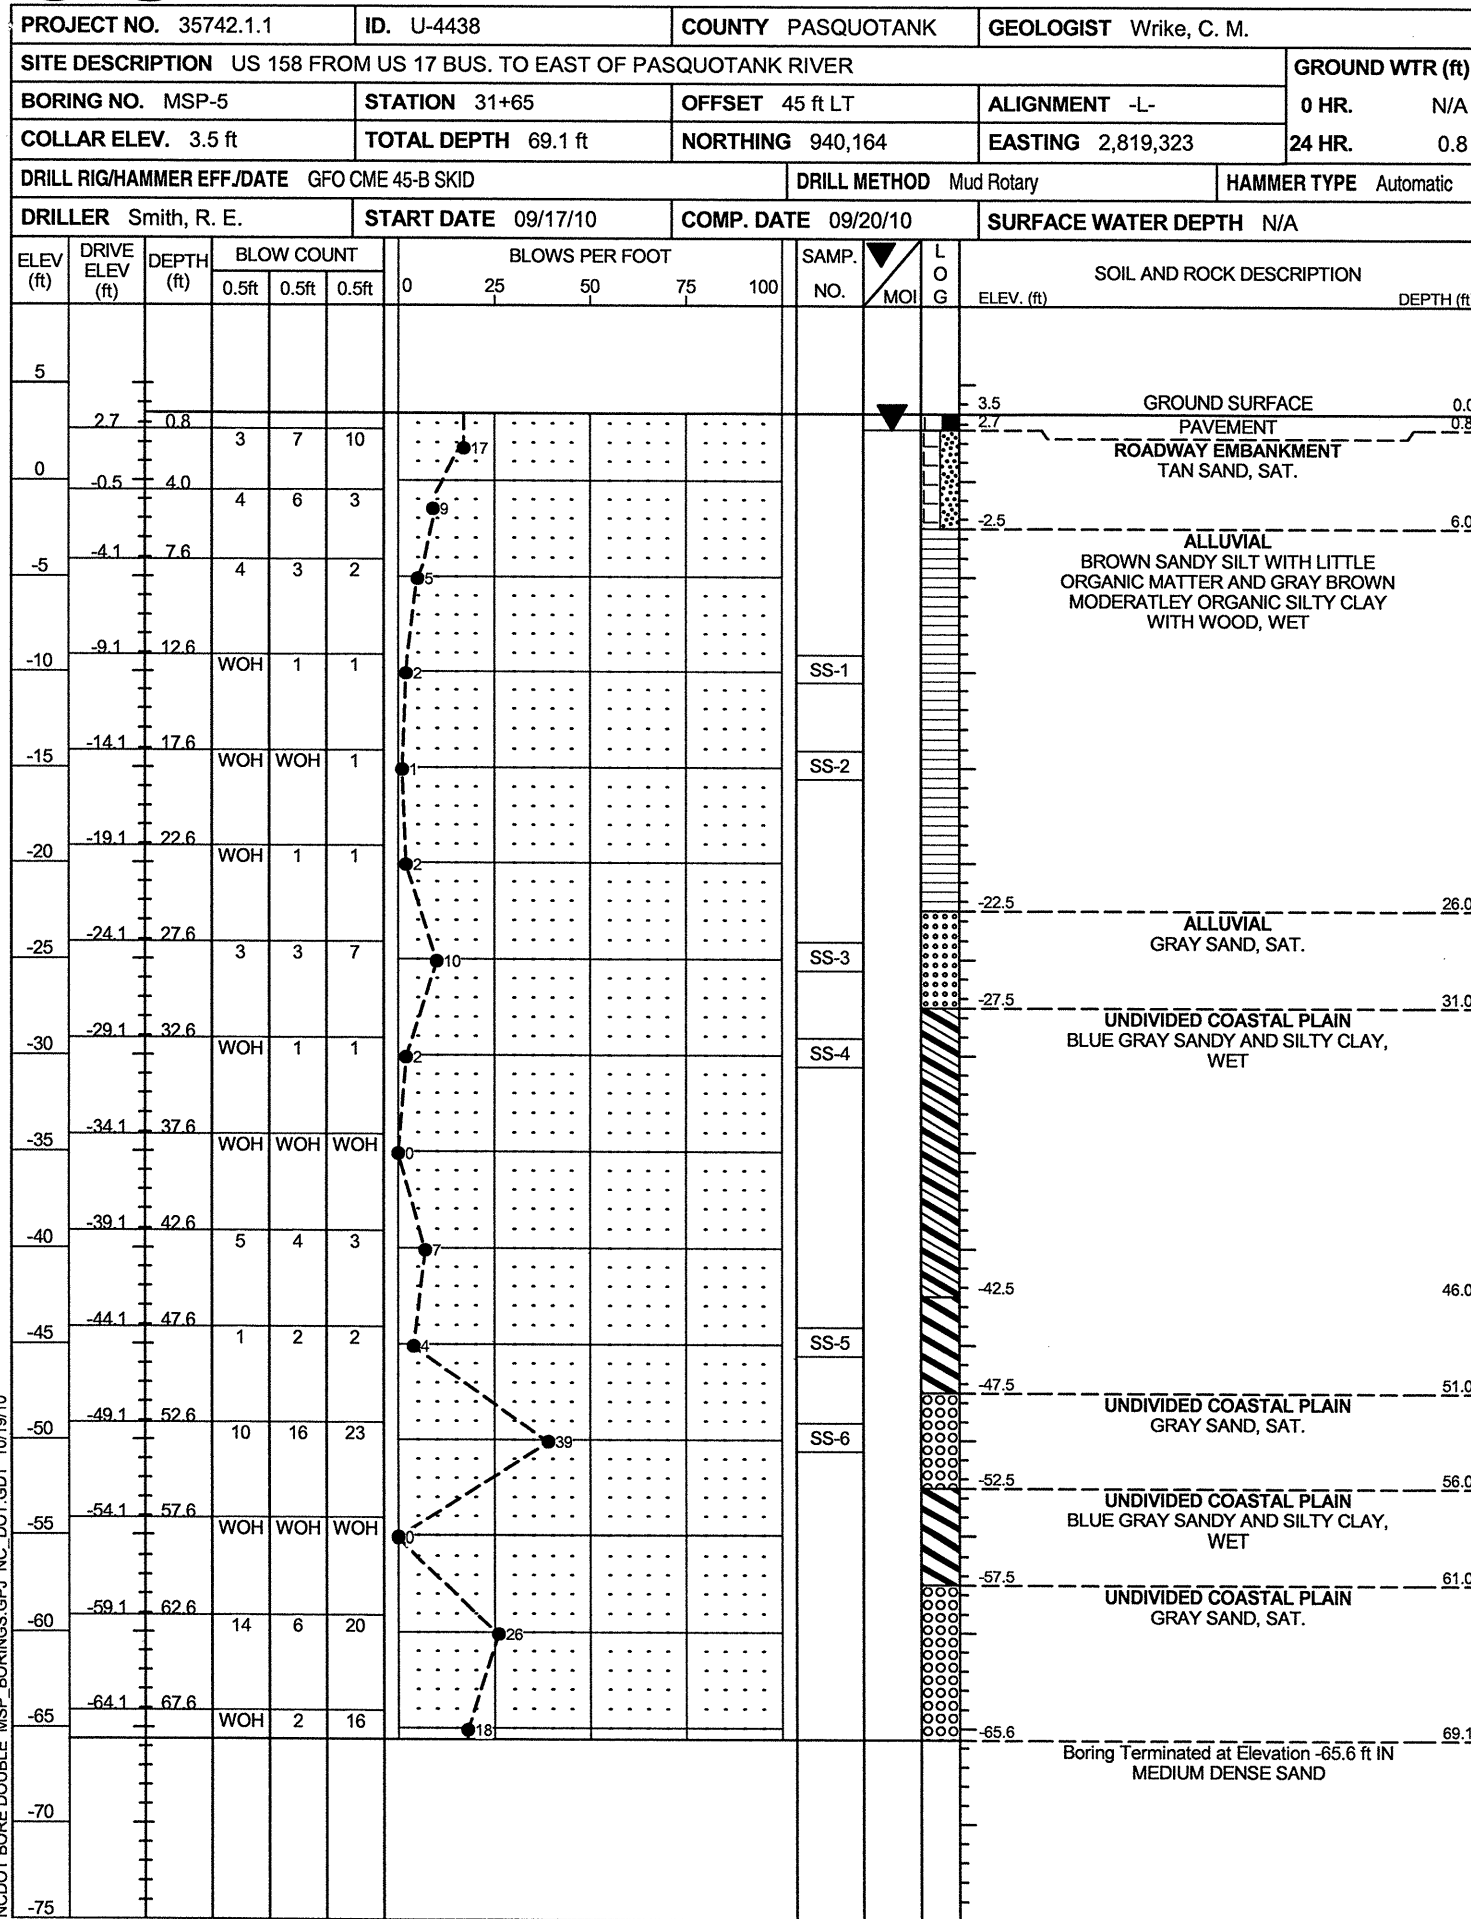 PROJECT NO. 35742.1.1 ID. U-4438 COUNTY PASQUOTANK GEOLOGIST Wrike, C. M.
SITE DESCRIPTION US 158 FROM US 17 BUS. TO EAST OF PASQUOTANK RIVER GROUND WTR (ft)
BORING NO. MSP-5 STATION 31+65 OFFSET 45 ft LT ALIGNMENT -L- 0 HR. N/A
COLLAR ELEV. 3.5 ft TOTAL DEPTH 69.1 ft NORTHING 940,164 EASTING 2,819,323 24 HR. 0.8
DRILL RIG/HAMMER EFF./DATE GFO CME 45-B SKID DRILL METHOD Mud Rotary HAMMER TYPE Automatic
DRILLER Smith, R. E. START DATE 09/17/10 COMP. DATE 09/20/10 SURFACE WATER DEPTH N/A
ELEV (ft) DRIVE ELEV (ft) DEPTH (ft) BLOW COUNT BLOWS PER FOOT SAMP. NO. MOI LOG SOIL AND ROCK DESCRIPTION
0.5ft 0.5ft 0.5ft 0 25 50 75 100 ELEV. (ft) DEPTH (ft
5
3.5 GROUND SURFACE 0.0
2.7 0.8 2.7 PAVEMENT 0.8
3 7 10 17 ROADWAY EMBANKMENT
0 TAN SAND, SAT.
-0.5 4.0
4 6 3 9
-2.5 6.0
-4.1 7.6 ALLUVIAL
-5 4 3 2 5 BROWN SANDY SILT WITH LITTLE
ORGANIC MATTER AND GRAY BROWN
MODERATLEY ORGANIC SILTY CLAY
WITH WOOD, WET
-9.1 12.6
-10 WOH 1 1 2 SS-1
-14.1 17.6
-15 WOH WOH 1 1 SS-2
-19.1 22.6
-20 WOH 1 1 2
-22.5 26.0
-24.1 27.6 ALLUVIAL
-25 3 3 7 10 SS-3 GRAY SAND, SAT.
-27.5 31.0
-29.1 32.6 UNDIVIDED COASTAL PLAIN
-30 WOH 1 1 2 SS-4 BLUE GRAY SANDY AND SILTY CLAY,
WET
-34.1 37.6
-35 WOH WOH WOH 0
-39.1 42.6
-40 5 4 3 7
-42.5 46.0
-44.1 47.6
-45 1 2 2 4 SS-5
-47.5 51.0
-49.1 52.6 UNDIVIDED COASTAL PLAIN
-50 10 16 23 39 SS-6 GRAY SAND, SAT.
-52.5 56.0
-54.1 57.6 UNDIVIDED COASTAL PLAIN
-55 WOH WOH WOH 0 BLUE GRAY SANDY AND SILTY CLAY,
WET
-57.5 61.0
-59.1 62.6 UNDIVIDED COASTAL PLAIN
-60 14 6 20 26 GRAY SAND, SAT.
-64.1 67.6
-65 WOH 2 16 18 -65.6 69.1
Boring Terminated at Elevation -65.6 ft IN
MEDIUM DENSE SAND
-70
-75
NCDOT BORE DOUBLE MSP_BORINGS.GPJ NC_DOT.GDT 10/19/10